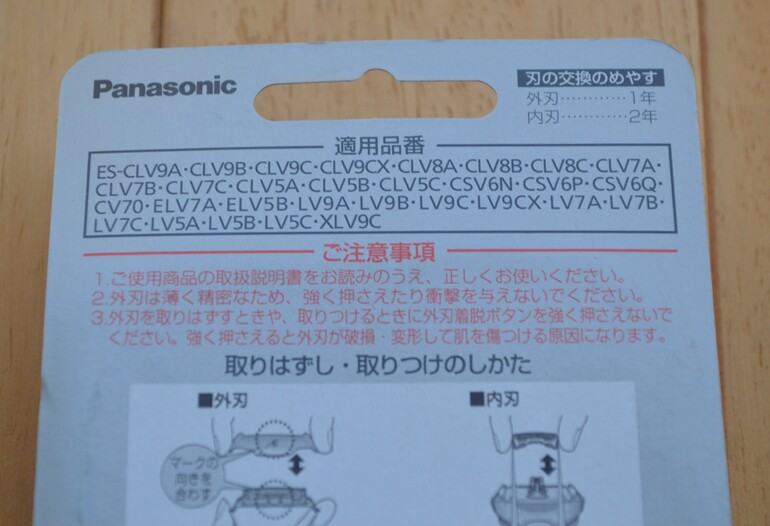 Panasonic
刃の交換のめやす
外刃…………1年
内刃…………2年
適用品番
ES-CLV9A・CLV9B・CLV9C・CLV9CX・CLV8A・CLV8B・CLV8C・CLV7A・
CLV7B・CLV7C・CLV5A・CLV5B・CLV5C・CSV6N・CSV6P・CSV6Q・
CV70・ELV7A・ELV5B・LV9A・LV9B・LV9C・LV9CX・LV7A・LV7B・
LV7C・LV5A・LV5B・LV5C・XLV9C
ご注意事項
1.ご使用商品の取扱説明書をお読みのうえ、正しくお使いください。
2.外刃は薄く精密なため、強く押さえたり衝撃を与えないでください。
3.外刃を取りはずすときや、取りつけるときに外刃着脱ボタンを強く押さえないで
ください。強く押さえると外刃が破損・変形して肌を傷つける原因になります。
取りはずし・取りつけのしかた
■外刃
■内刃
マークの
向きを
合わす